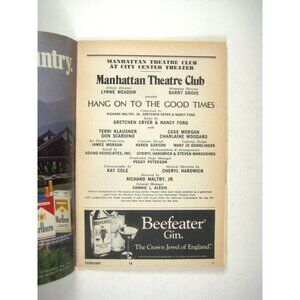 untry.
MANHATTAN THEATRE CLUB
AT CITY CENTER THEATER
Manhattan Theatre Club
Artistic Director
LYNNE MEADOW
Managing Director
BARRY GROVE
presents
HANG ON TO THE GOOD TIMES
Conceived by
RICHARD MALTBY, JR., GRETCHEN CRYER & NANCY FORD
Songs by
GRETCHEN CRYER & NANCY FORD
with
TERRI KLAUSNER
DON SCARDINO
CASS MORGAN
CHARLAINE WOODARD
Set Design
JAMES MORGAN
Costume Design
KAREN GERSON
Lighting Design
MARY JO DONDLINGER
Sound by
SOUND ASSOCIATES, INC.
Orchestrations & Arrangements
CHERYL HARDWICK & STEVEN MARGOSHES
Production Stage Manager
PEGGY PETERSON
Choreography by
KAY COLE
Musical Direction by
CHERYL HARDWICK
Directed by
RICHARD MALTBY, JR.
General Manager
CONNIE L. ALEXIS
Beefeater
Gin.
The Crown Jewel of England.
FEBRUARY